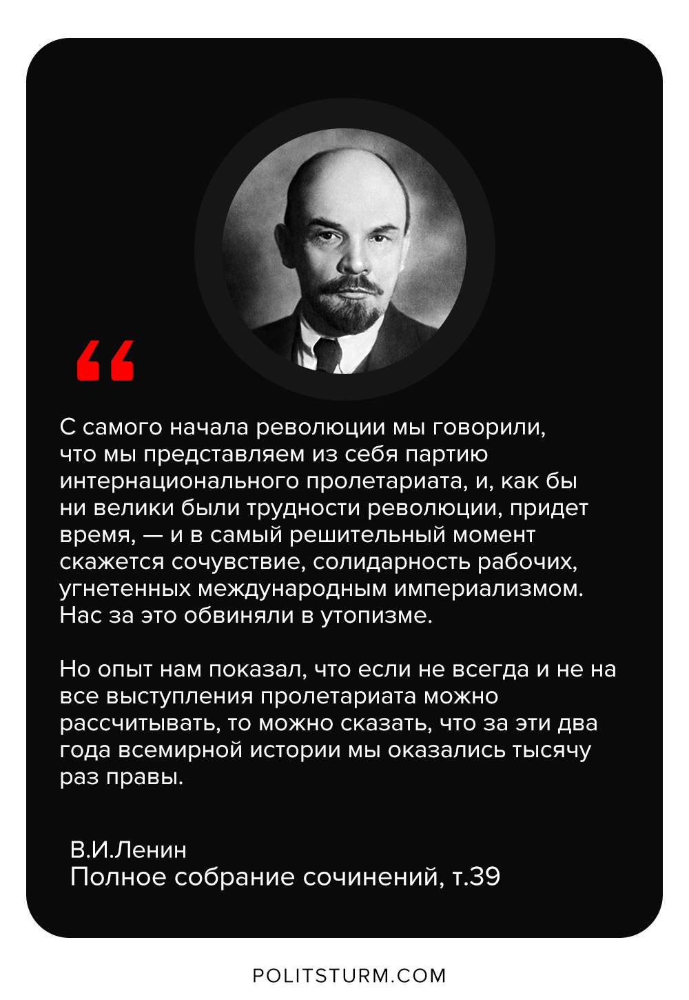 С самого начала революции мы говорили,
что мы представляем из себя партию
интернационального пролетариата, и, как бы
ни велики были трудности революции, придет
время, — и в самый решительный момент
скажется сочувствие, солидарность рабочих,
угнетенных международным империализмом.
Нас за это обвиняли в утопизме.
Но опыт нам показал, что если не всегда и не на
все выступления пролетариата можно
рассчитывать, то можно сказать, что за эти два
года всемирной истории мы оказались тысячу
раз правы.
В.И.Ленин
Полное собрание сочинений, т.39
POLITSTURM.COM